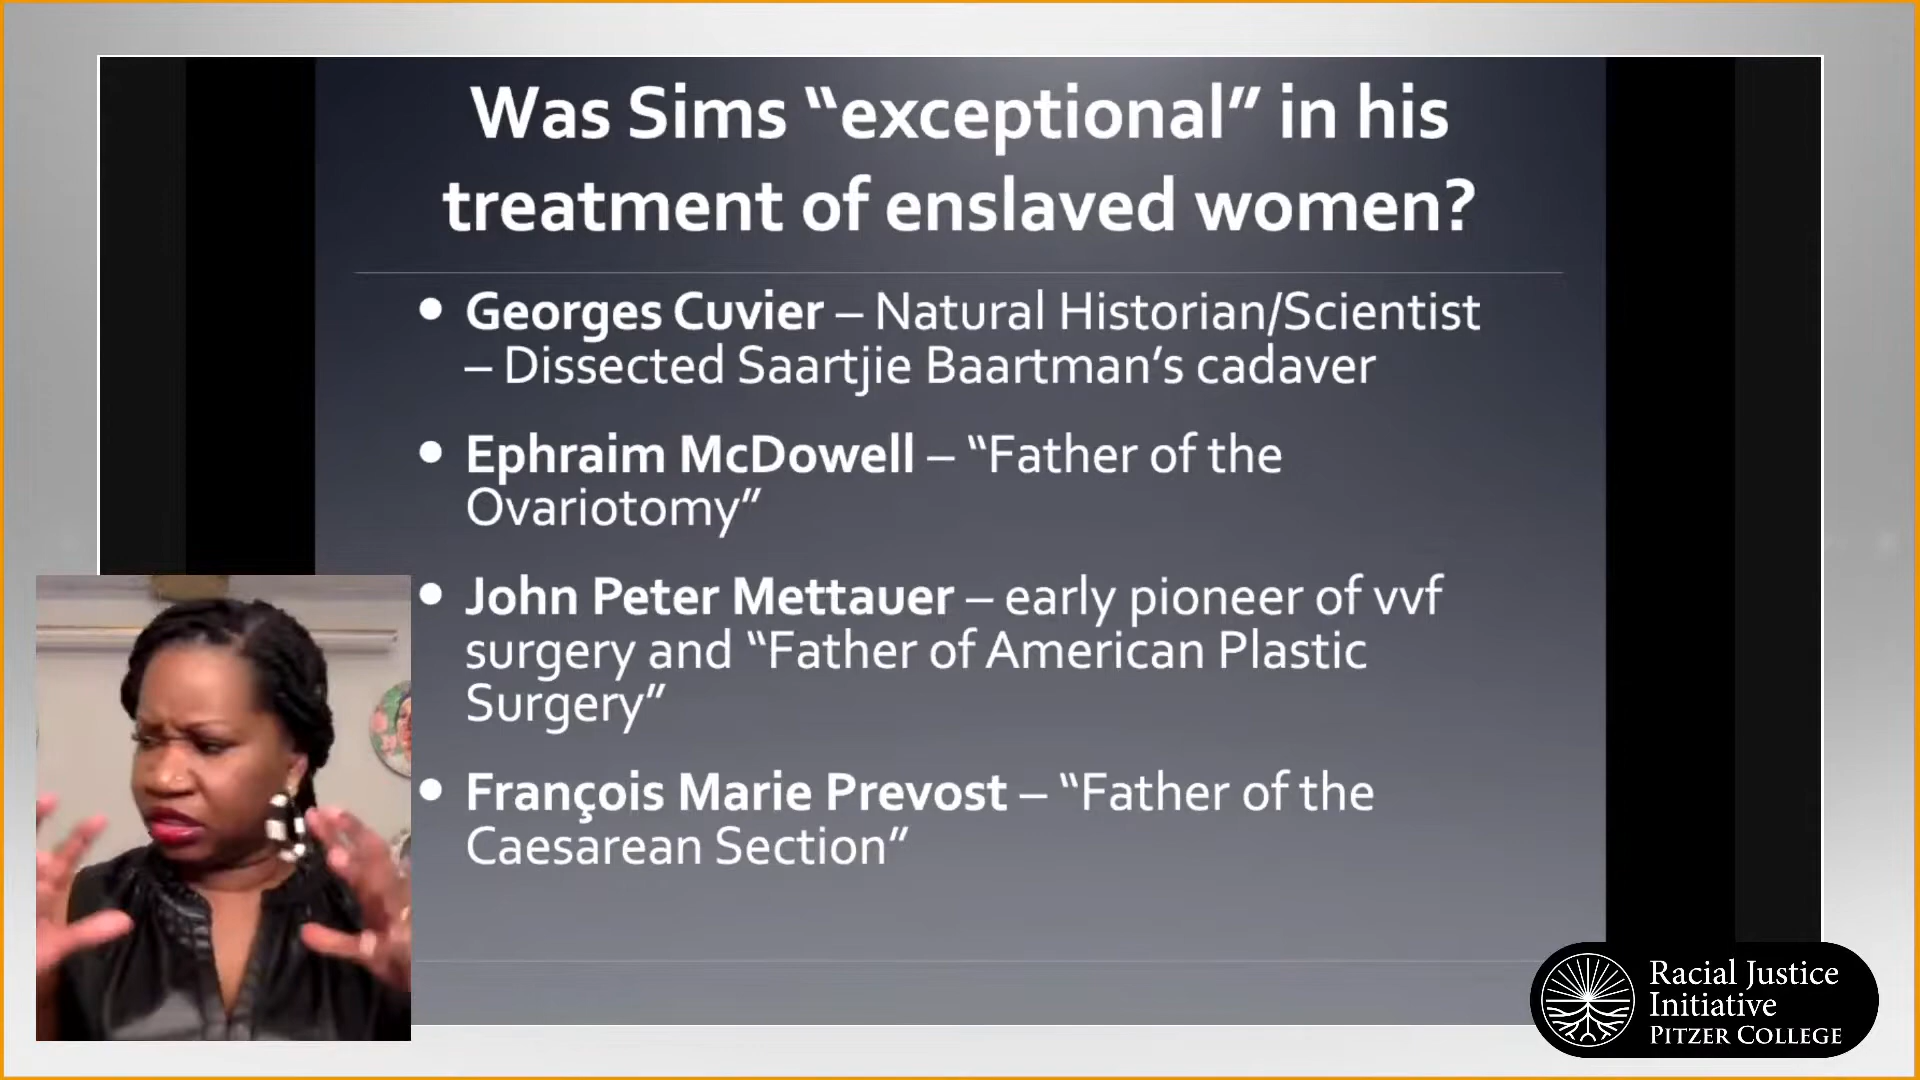 Was Sims “exceptional” in his
treatment of enslaved women?
• Georges Cuvier – Natural Historian/Scientist
– Dissected Saartjie Baartman’s cadaver
• Ephraim McDowell – “Father of the
Ovariotomy”
• John Peter Mettauer – early pioneer of vvf
surgery and “Father of American Plastic
Surgery”
• François Marie Prevost – “Father of the
Caesarean Section”
Racial Justice
Initiative
PITZER COLLEGE